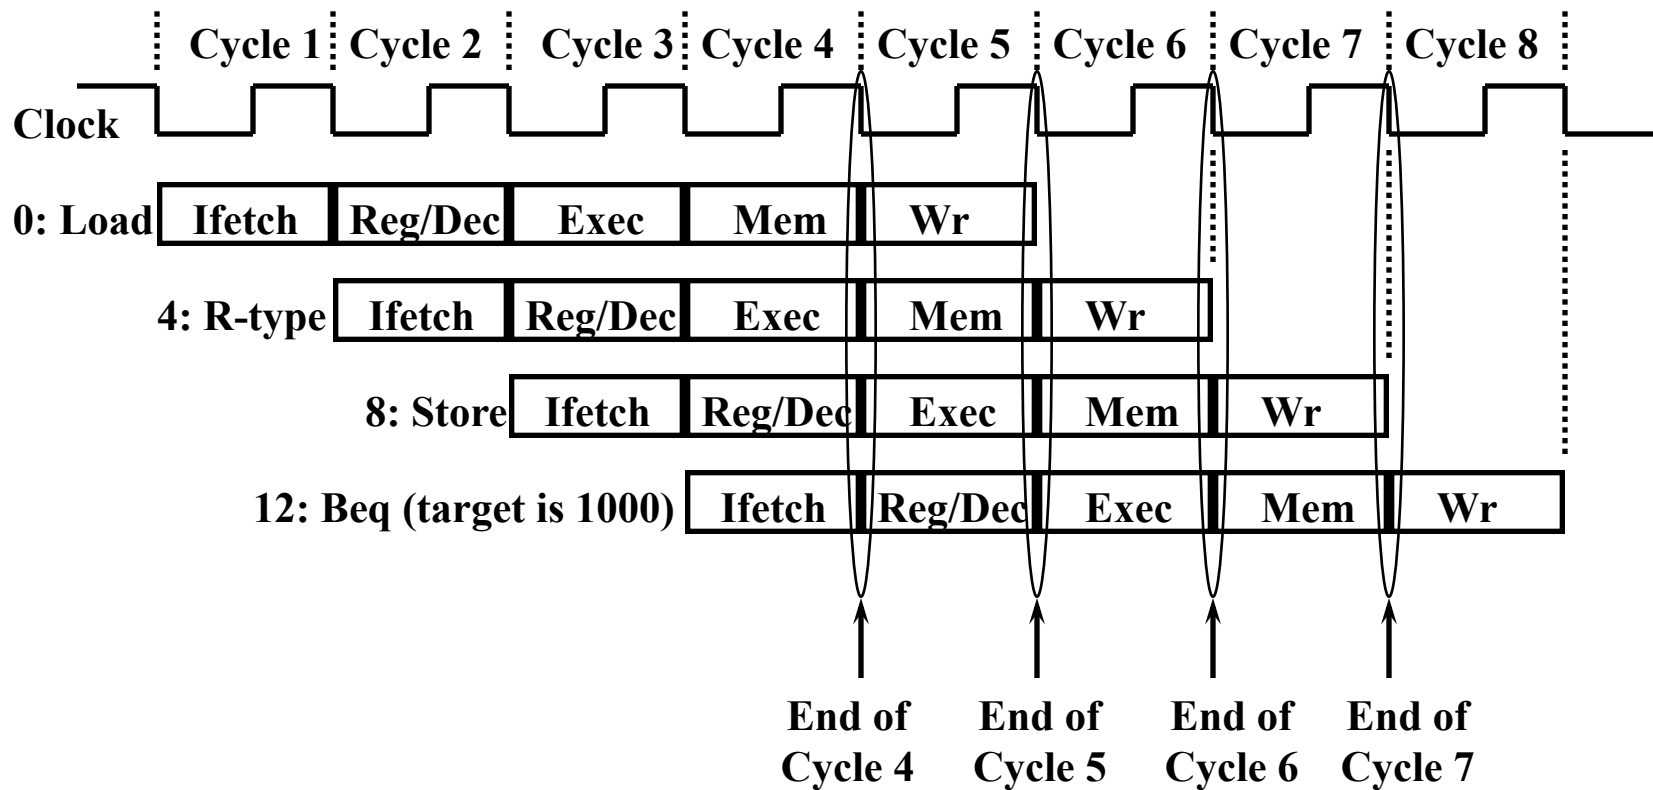 Cycle 1 Cycle 2 Cycle 3 Cycle 4 Cycle 5 Cycle 6 Cycle 7 Cycle 8
Clock
0: Load Ifetch Reg/Dec Exec Mem Wr
4: R-type Ifetch Reg/Dec Exec Mem Wr
8: Store Ifetch Reg/Dec Exec Mem Wr
12: Beq (target is 1000) Ifetch Reg/Dec Exec Mem Wr
End of End of End of End of
Cycle 4 Cycle 5 Cycle 6 Cycle 7